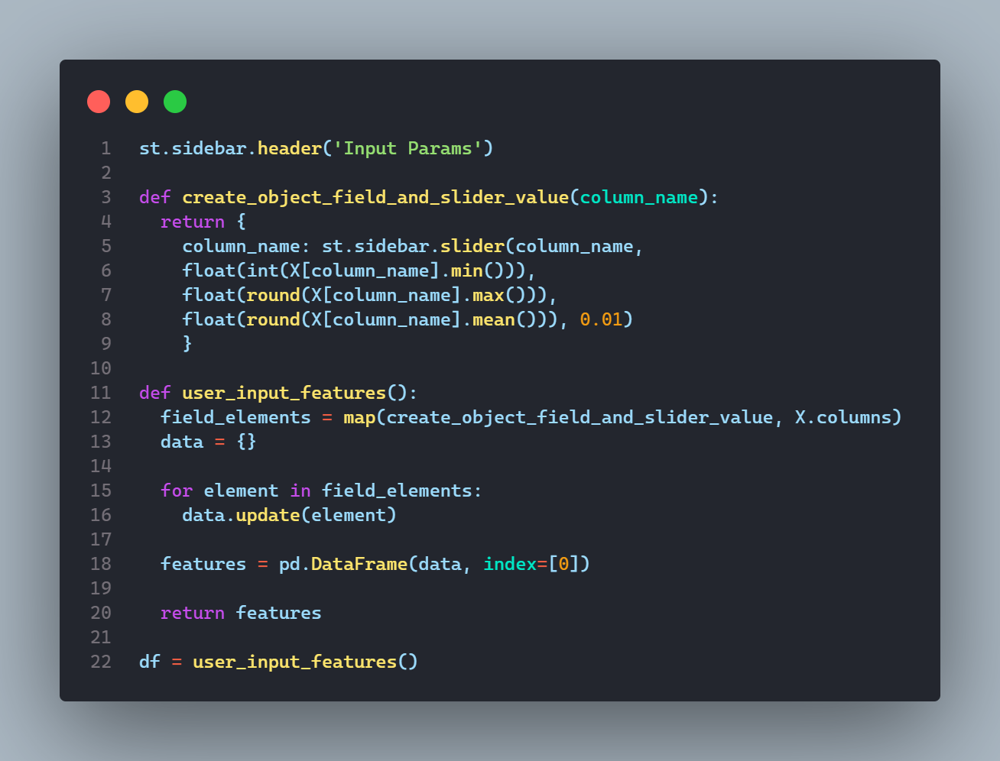 1 st.sidebar.header('Input Params')
2
3 def create_object_field_and_slider_value(column_name):
4   return {
5     column_name: st.sidebar.slider(column_name,
6     float(int(X[column_name].min())),
7     float(round(X[column_name].max())),
8     float(round(X[column_name].mean())), 0.01)
9     }
10
11 def user_input_features():
12   field_elements = map(create_object_field_and_slider_value, X.columns)
13   data = {}
14
15   for element in field_elements:
16     data.update(element)
17
18   features = pd.DataFrame(data, index=[0])
19
20   return features
21
22 df = user_input_features()